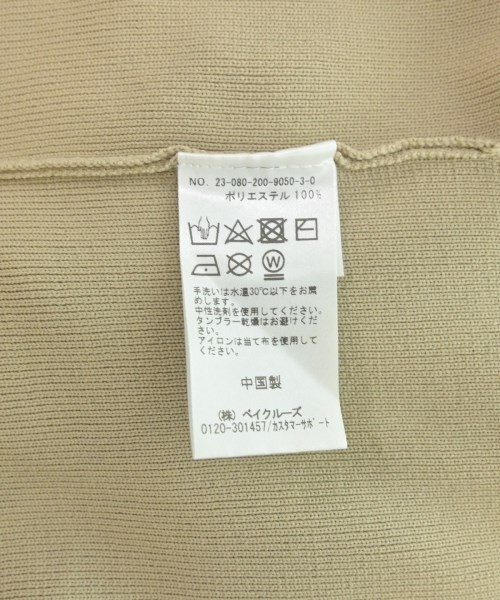 NO. 23-080-200-9050-3-0
ポリエステル 100%
W
手洗いは水温30℃以下をお薦
めします。
中性洗剤を使用してください。
タンブラー乾燥はお避けくださ
い。
アイロンは当て布を使用して
ください。
中国製
(株) ベイクルーズ
0120-301457/カスタマーサポート